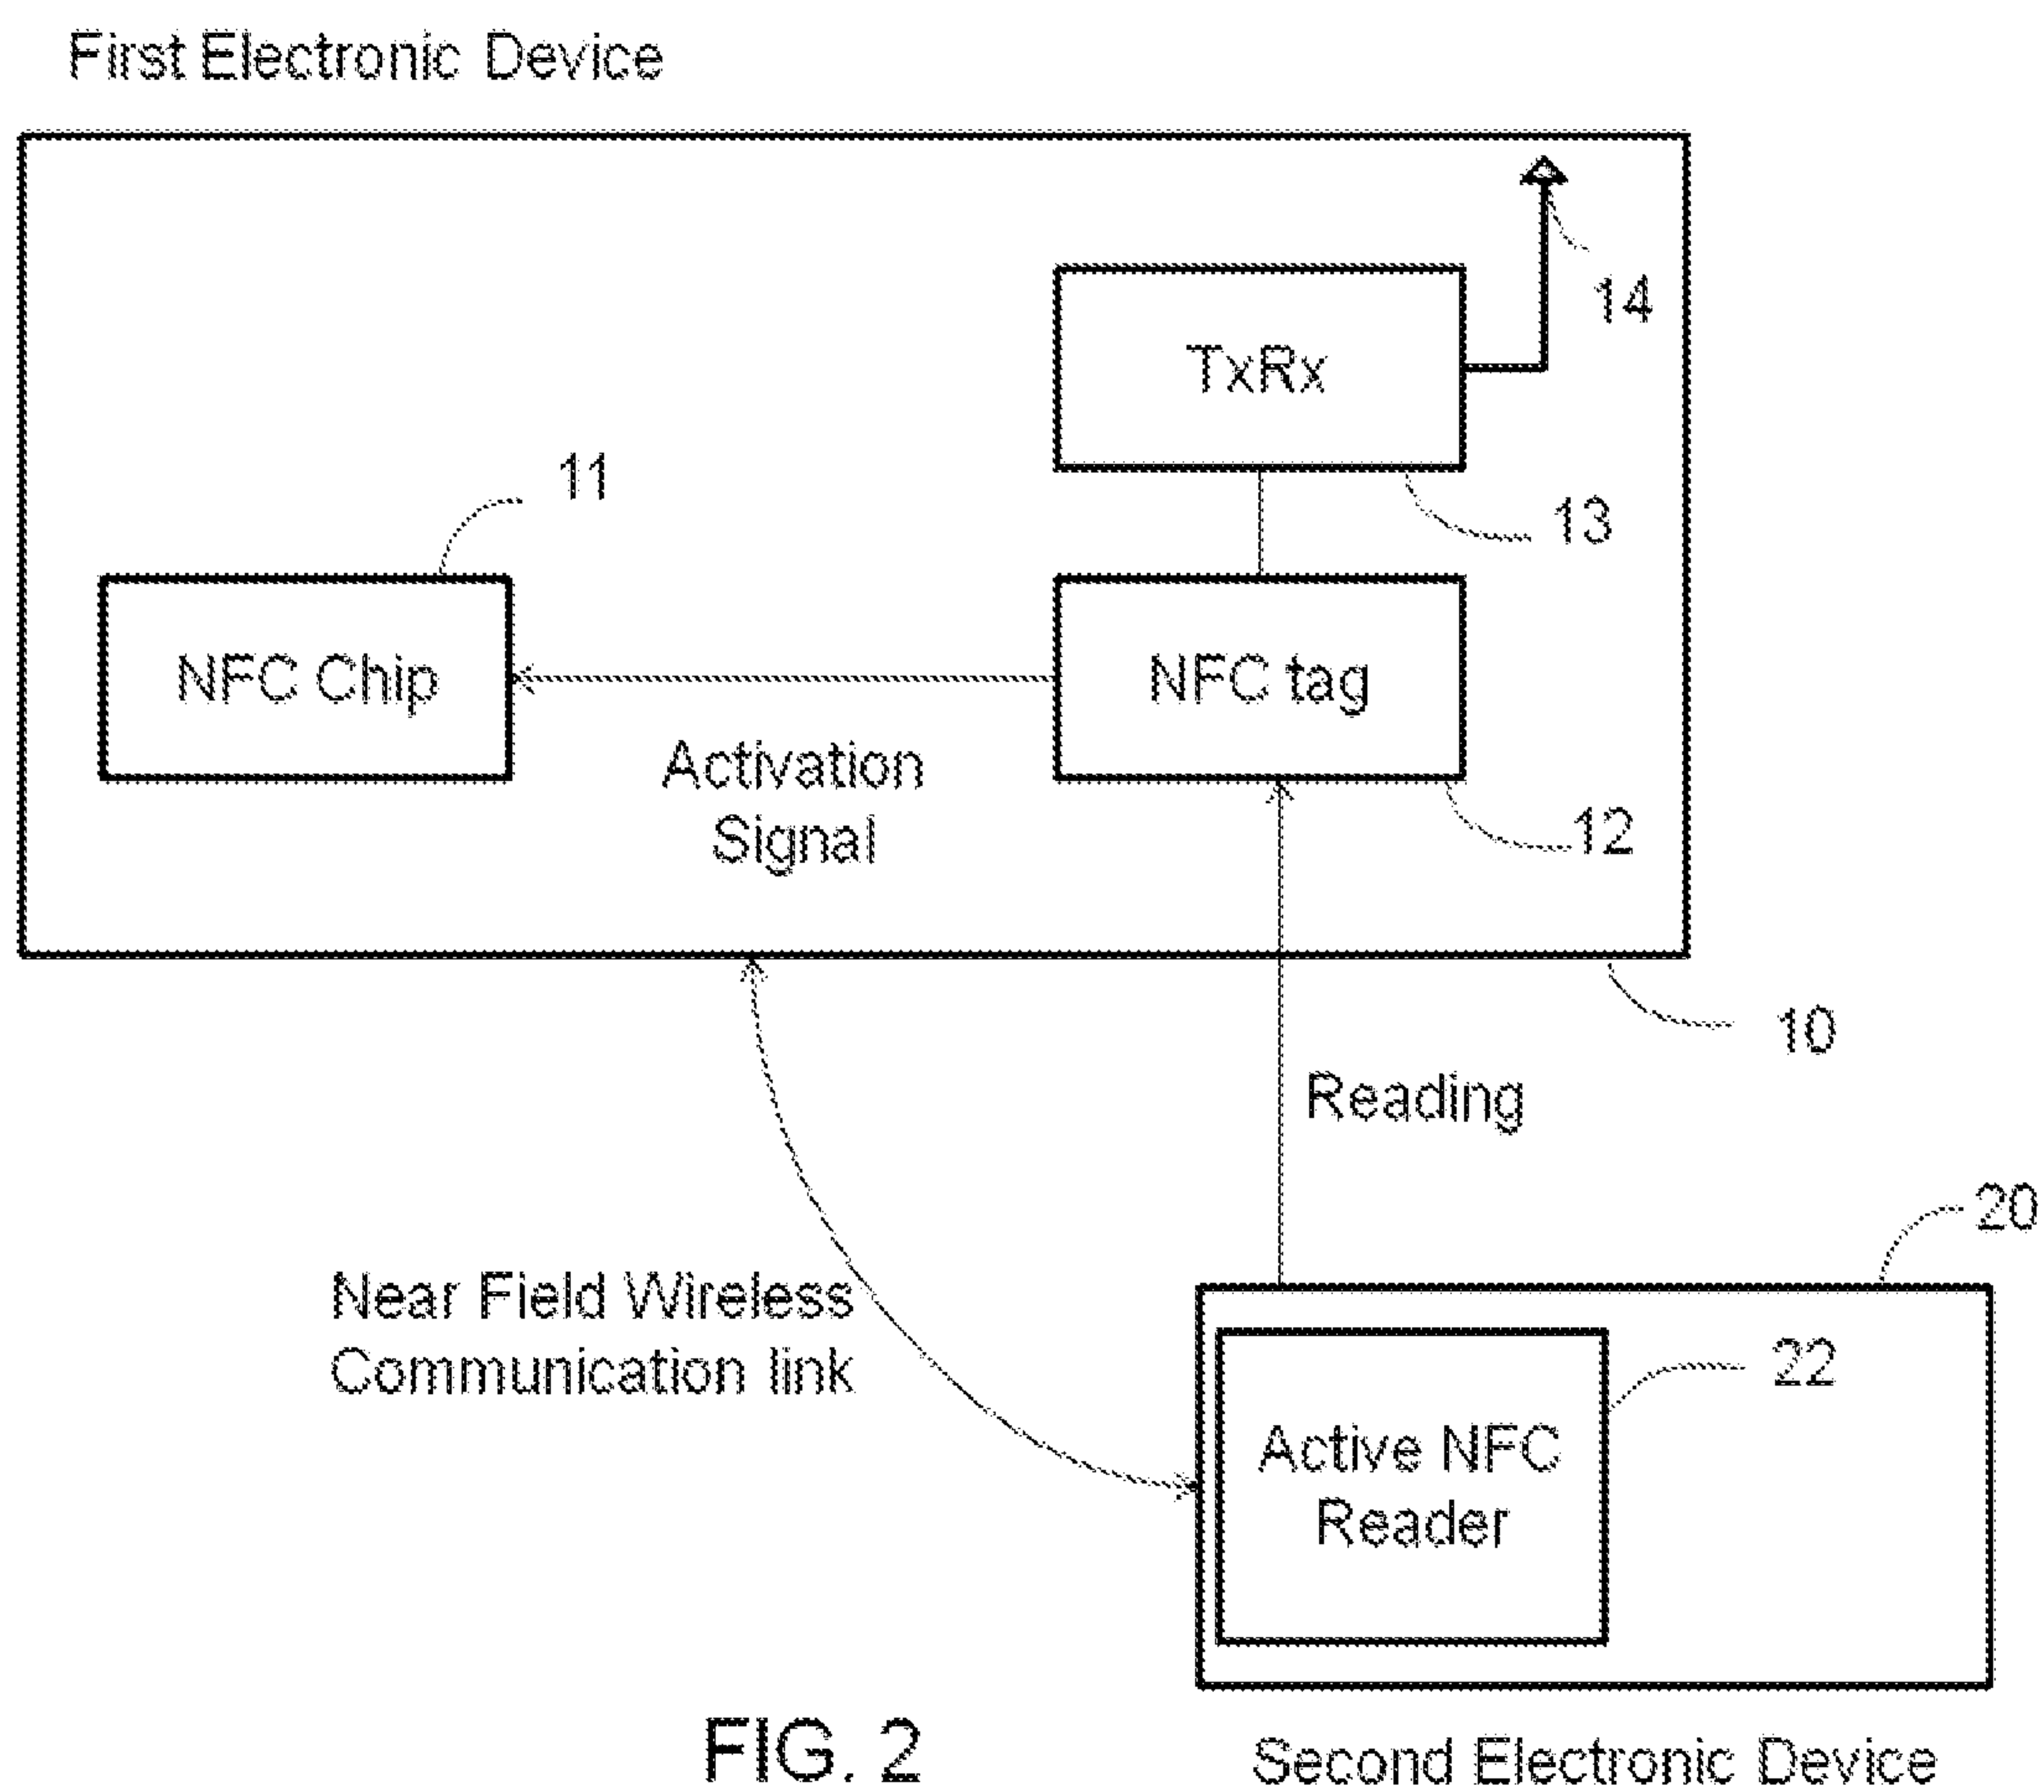 First Electronic Device
14
TxRx
11
13
NFC Chip
NFC tag
Activation
Signal
12
10
Reading
20
Near Field Wireless
Communication link
22
Active NFC
Reader
FIG. 2
Second Electronic Device